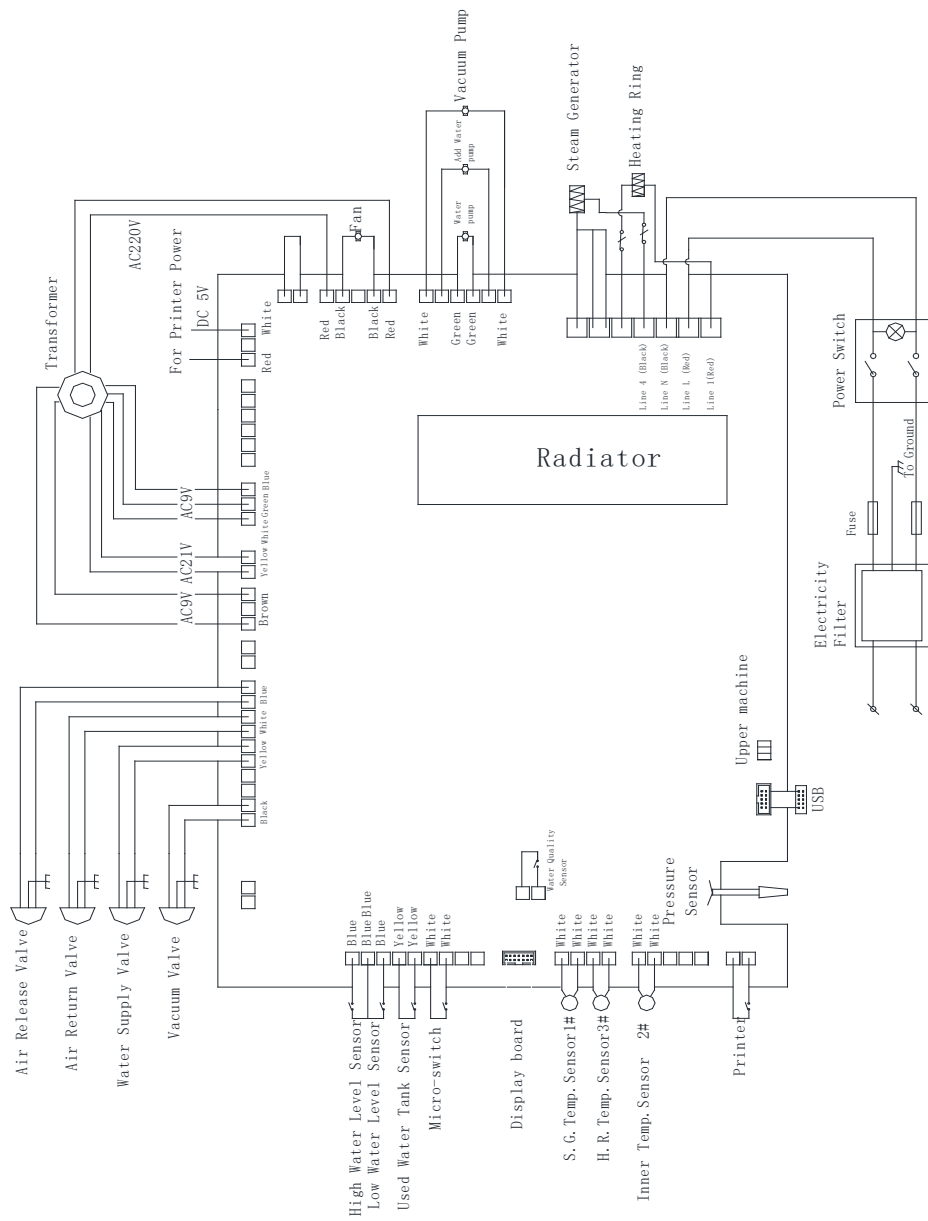 Vacuum Pump
Add Water
pump
Water
pump
Steam Generator
Heating Ring
Fan
AC220V
Transformer
For Printer Power
DC 5V
White
Red
Red
Black
Black
Red
White
Green
Green
White
Line 4 (Black)
Line N (Black)
Line L (Red)
Line 1(Red)
Power Switch
To Ground
Fuse
Electricity
Filter
Radiator
AC9V
AC21V
AC9V
Blue
Green
White
Yellow
Brown
Blue
White
Yellow
Black
Upper machine
USB
Water Quality
Sensor
Pressure
Sensor
Air Release Valve
Air Return Valve
Water Supply Valve
Vacuum Valve
Blue
Blue
Blue
Yellow
Yellow
White
White
White
White
White
White
White
White
High Water Level Sensor
Low Water Level Sensor
Used Water Tank Sensor
Micro-switch
Display board
S.G.Temp.Sensor1#
H.R.Temp.Sensor3#
Inner Temp.Sensor 2#
Printer